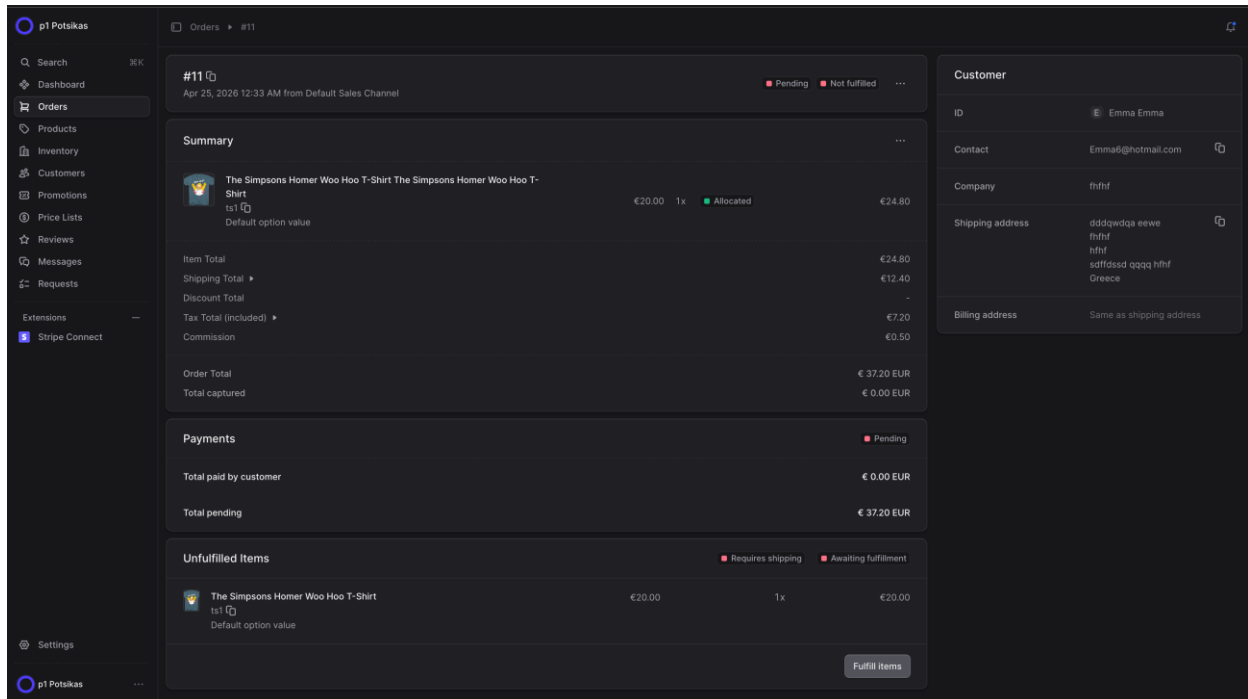 p1 Potsikas
Orders ▸ #11
Search ⌘K
Dashboard
Orders
Products
Inventory
Customers
Promotions
Price Lists
Reviews
Messages
Requests
Extensions
S Stripe Connect
Settings
p1 Potsikas
#11
Apr 25, 2026 12:33 AM from Default Sales Channel
Pending Not fulfilled
Summary
The Simpsons Homer Woo Hoo T-Shirt The Simpsons Homer Woo Hoo T-
Shirt
ts1
Default option value
€20.00 1x Allocated €24.80
Item Total €24.80
Shipping Total ▸ €12.40
Discount Total -
Tax Total (included) ▸ €7.20
Commission €0.50
Order Total € 37.20 EUR
Total captured € 0.00 EUR
Payments Pending
Total paid by customer € 0.00 EUR
Total pending € 37.20 EUR
Unfulfilled Items Requires shipping Awaiting fulfillment
The Simpsons Homer Woo Hoo T-Shirt €20.00 1x €20.00
ts1
Default option value
Fulfill items
Customer
ID E Emma Emma
Contact Emma6@hotmail.com
Company fhfhf
Shipping address dddqwdqa eewe
fhfhf
hfhf
sdffdssd qqqq hfhf
Greece
Billing address Same as shipping address